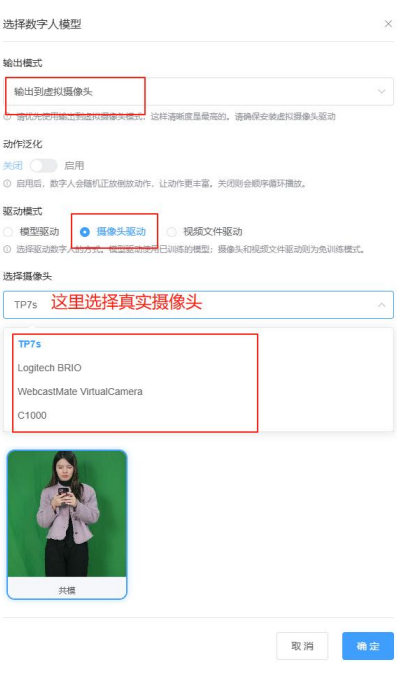 选择数字人模型
输出模式
输出到虚拟摄像头
请优先使用输出到虚拟摄像头模式，这样清晰度是最高的。请确保安装虚拟摄像头驱动
动作泛化
关闭 启用
启用后，数字人会随机正放倒放动作，让动作更丰富。关闭则会顺序循环播放。
驱动模式
模型驱动 摄像头驱动 视频文件驱动
选择驱动数字人的方式。模型驱动使用已训练的模型；摄像头和视频文件驱动则为免训练模式。
选择摄像头
TP7s 这里选择真实摄像头
TP7s
Logitech BRIO
WebcastMate VirtualCamera
C1000
共模
取消 确定